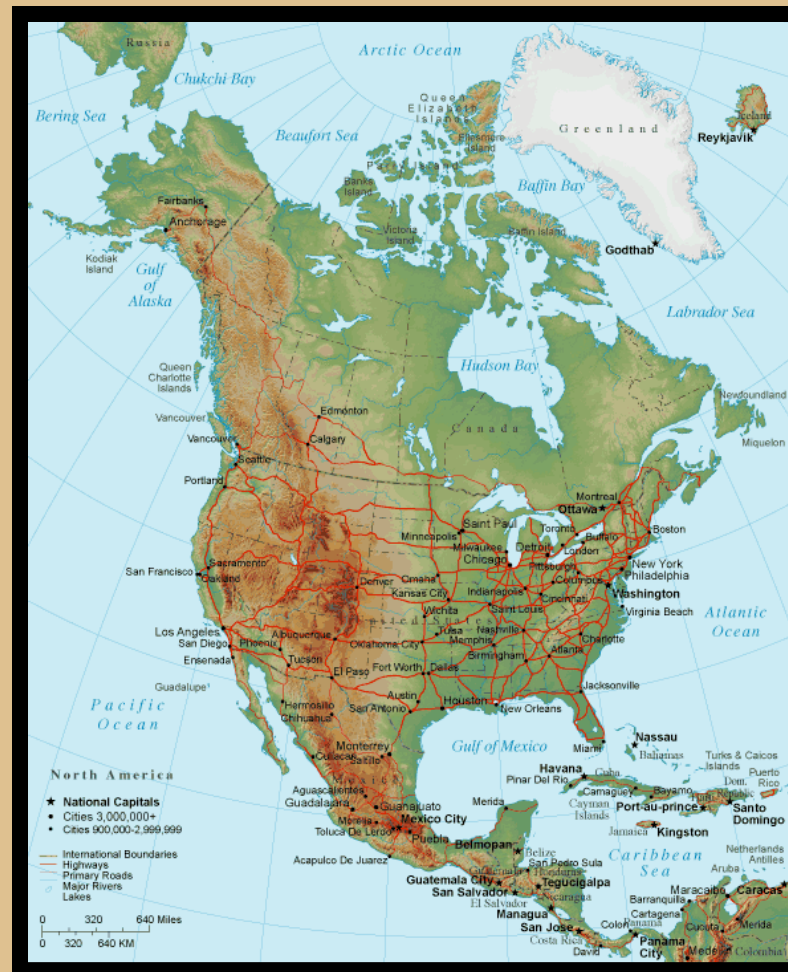 Russia
Arctic Ocean
Chukchi Bay
Queen
Elizabeth
Islands
Bering Sea
Beaufort Sea
Ellesmere
Island
Greenland
Iceland
Reykjavik
Parry Island
Banks
Island
Baffin Bay
Fairbanks
Anchorage
Victoria
Island
Baffin Island
Godthab
Kodiak
Island
Gulf
of
Alaska
Labrador Sea
Hudson Bay
Queen
Charlotte
Islands
Newfoundland
Edmonton
Vancouver
Canada
Miquelon
Vancouver
Calgary
Seattle
Portland
Montreal
Ottawa
Saint Paul
Minneapolis
Toronto
Buffalo
Boston
Milwaukee
Detroit
London
Chicago
Sacramento
San Francisco
Oakland
Pittsburgh
New York
Philadelphia
Denver
Omaha
Columbus
Kansas City
Indianapolis
Cincinnati
Washington
Wichita
Saint Louis
Virginia Beach
United States
Atlantic
Ocean
Los Angeles
Albuquerque
Tulsa
Nashville
San Diego
Phoenix
Oklahoma City
Memphis
Charlotte
Ensenada
Tucson
Birmingham
Atlanta
El Paso
Fort Worth
Dallas
Guadalupe
Jacksonville
Pacific
Ocean
Hermosillo
Austin
Houston
Chihuahua
San Antonio
New Orleans
Gulf of Mexico
Nassau
Miami
Bahamas
Monterrey
Culiacan
Saltillo
Turks & Caicos
Islands
Havana
Cuba
North America
Mexico
Pinar Del Rio
Camaguey
Bayamo
Dom.
Republic
Puerto
Rico
Aguascalientes
Guadalajara
Guanajuato
Merida
Cayman
Islands
Port-au-prince
Haiti
Santo
Domingo
National Capitals
Cities 3,000,000+
Cities 900,000-2,999,999
Morelia
Mexico City
Toluca De Lerdo
Puebla
Jamaica
Kingston
Belmopan
Belize
International Boundaries
Highways
Primary Roads
Major Rivers
Lakes
Acapulco De Juarez
San Pedro Sula
Caribbean
Sea
Netherlands
Antilles
Aruba
Guatemala
Honduras
Guatemala City
Tegucigalpa
San Salvador
El Salvador
Nicaragua
Maracaibo
Caracas
Barranquilla
Managua
Cartagena
0 320 640 Miles
0 320 640 KM
San Jose
Costa Rica
Colon
Panama
Cucuta
Merida
David
Panama
City
Medellin
Colombia